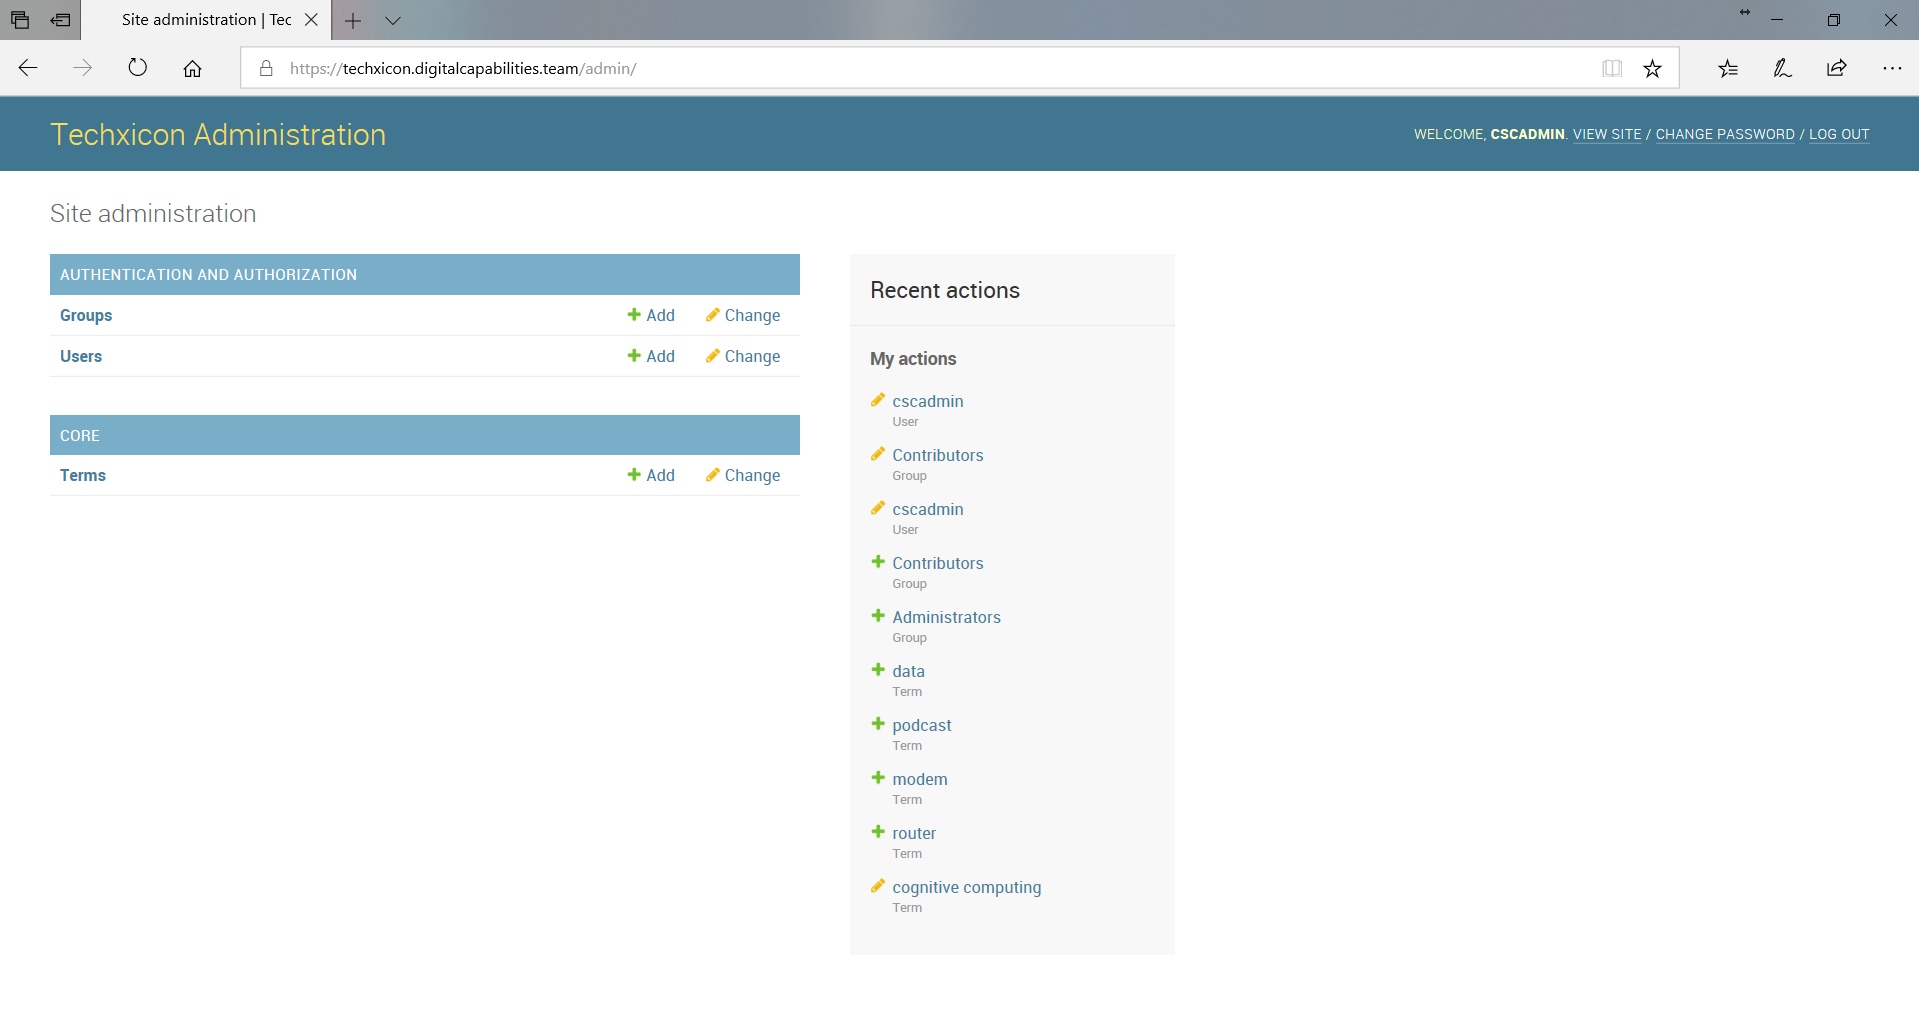 Site administration | Tec
https://techxicon.digitalcapabilities.team/admin/
Techxicon Administration
WELCOME, CSCADMIN. VIEW SITE / CHANGE PASSWORD / LOG OUT
Site administration
AUTHENTICATION AND AUTHORIZATION
Groups Add Change
Users Add Change
CORE
Terms Add Change
Recent actions
My actions
cscadmin
User
Contributors
Group
cscadmin
User
Contributors
Group
Administrators
Group
data
Term
podcast
Term
modem
Term
router
Term
cognitive computing
Term